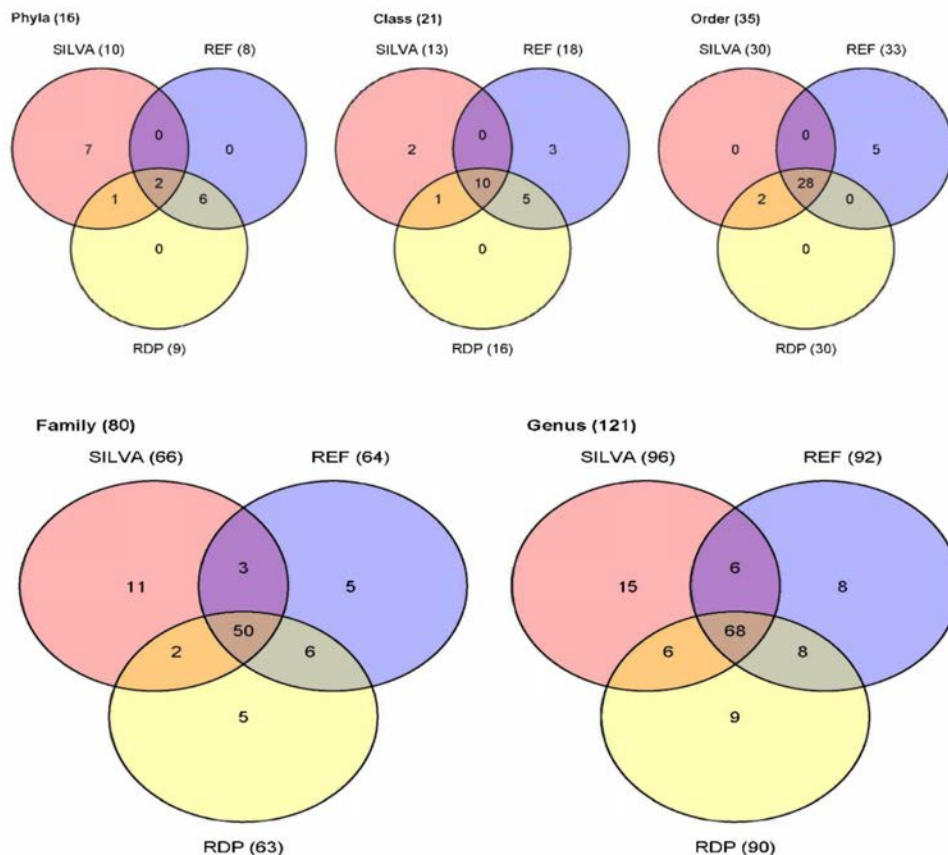 Phyla (16)
SILVA (10) REF (8)
0
7 0
2
1 6
0
RDP (9)
Class (21)
SILVA (13) REF (18)
0
2 3
10
1 5
0
RDP (16)
Order (35)
SILVA (30) REF (33)
0
0 5
28
2 0
0
RDP (30)
Family (80)
SILVA (66) REF (64)
3
11 5
50
2 6
5
RDP (63)
Genus (121)
SILVA (96) REF (92)
6
15 8
68
6 8
9
RDP (90)